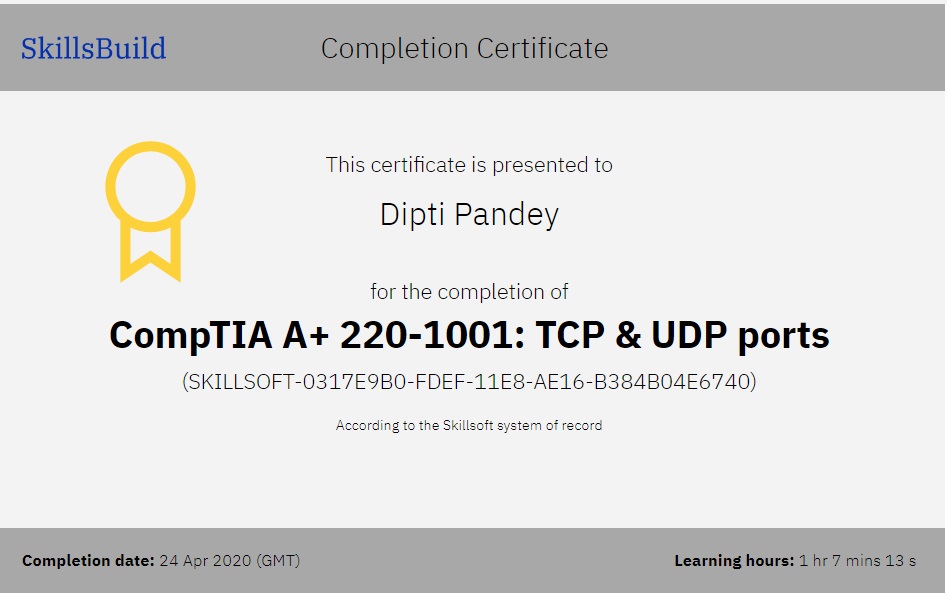 SkillsBuild
Completion Certificate
This certificate is presented to
Dipti Pandey
for the completion of
CompTIA A+ 220-1001: TCP & UDP ports
(SKILLSOFT-0317E9B0-FDEF-11E8-AE16-B384B04E6740)
According to the Skillsoft system of record
Completion date: 24 Apr 2020 (GMT)
Learning hours: 1 hr 7 mins 13 s